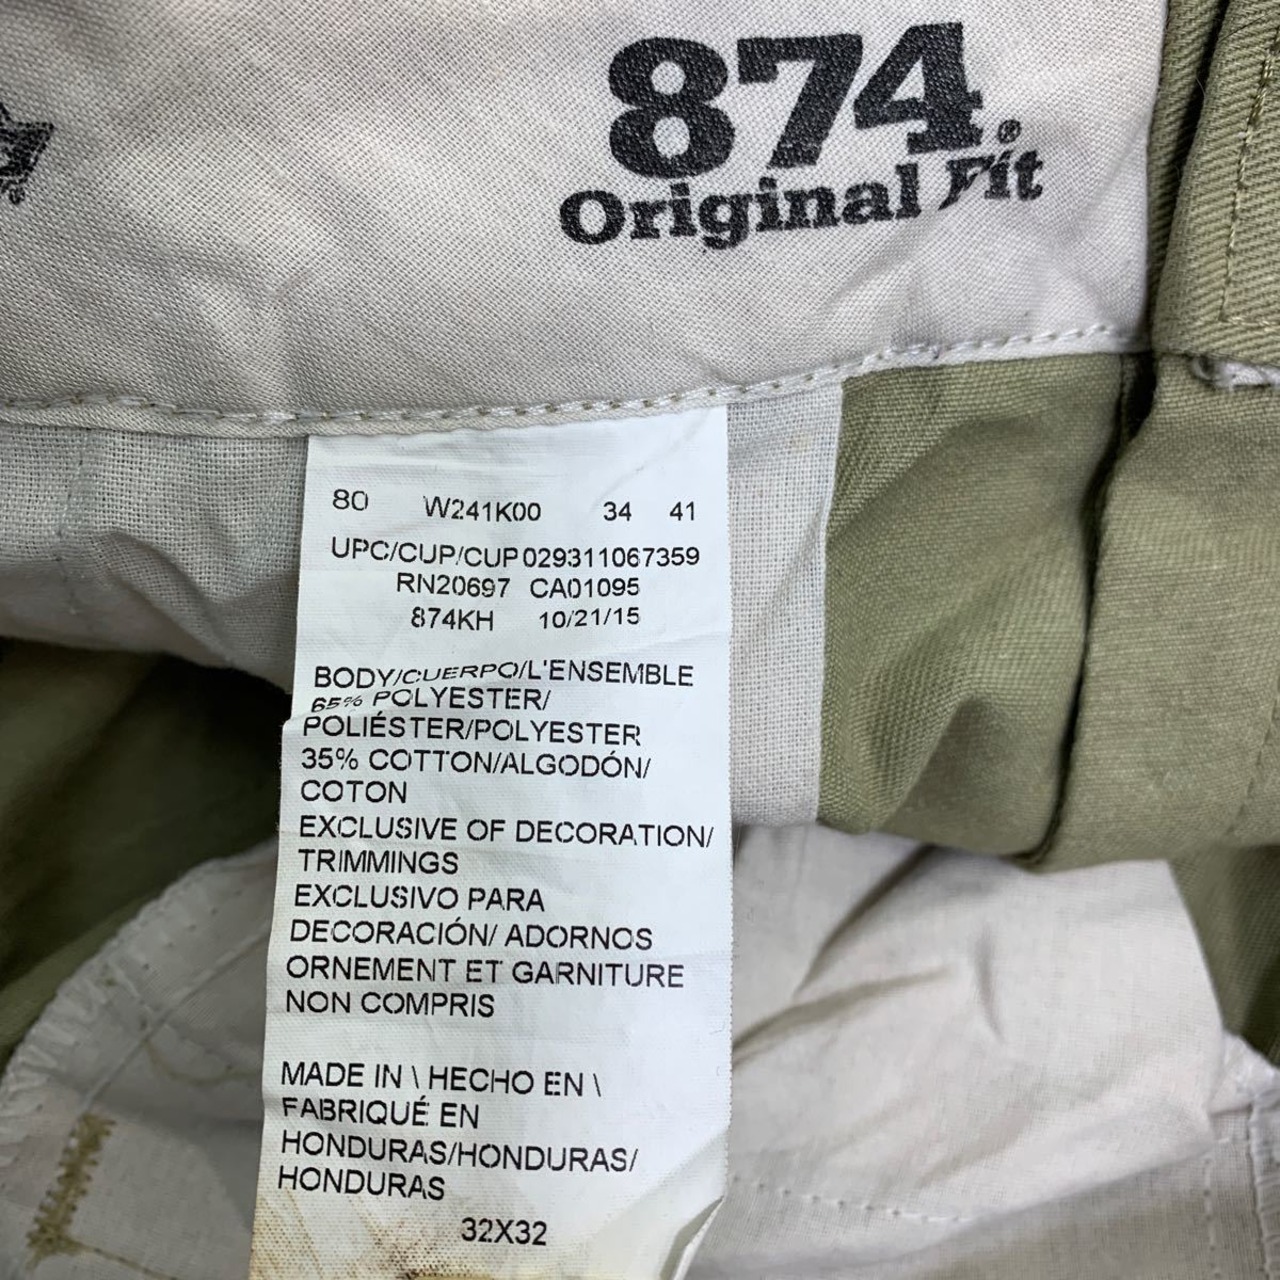 874®
Original Fit
80 W241K00 34 41
UPC/CUP/CUP 029311067359
RN20697 CA01095
874KH 10/21/15
BODY/CUERPO/L'ENSEMBLE
65% POLYESTER/
POLIÉSTER/POLYESTER
35% COTTON/ALGODÓN/
COTON
EXCLUSIVE OF DECORATION/
TRIMMINGS
EXCLUSIVO PARA
DECORACIÓN/ ADORNOS
ORNEMENT ET GARNITURE
NON COMPRIS
MADE IN \ HECHO EN \
FABRIQUÉ EN
HONDURAS/HONDURAS/
HONDURAS
32X32